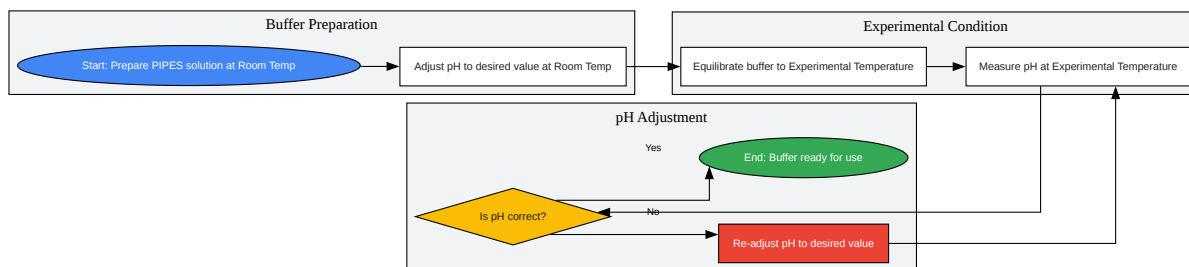 Buffer Preparation
Start: Prepare PIPES solution at Room Temp
Adjust pH to desired value at Room Temp
Experimental Condition
Equilibrate buffer to Experimental Temperature
Measure pH at Experimental Temperature
pH Adjustment
Yes
End: Buffer ready for use
Is pH correct?
No
Re-adjust pH to desired value